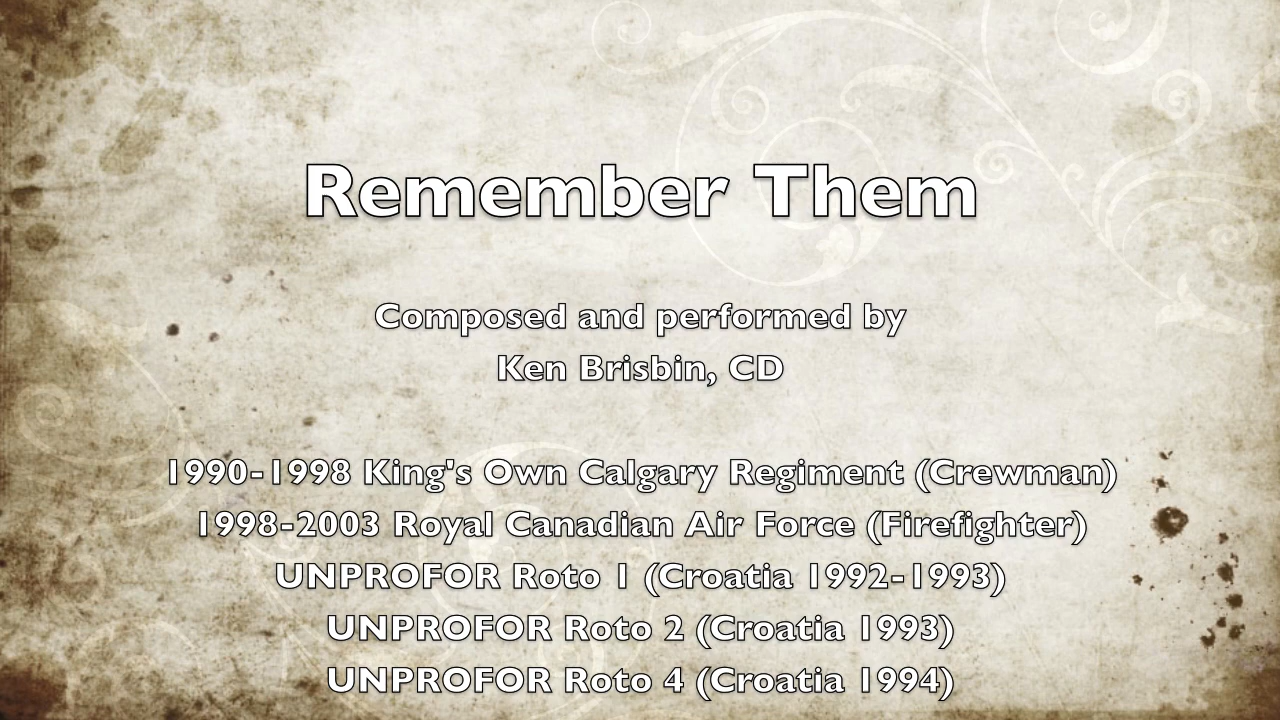 Remember Them
Composed and performed by
Ken Brisbin, CD
1990-1998 King's Own Calgary Regiment (Crewman)
1998-2003 Royal Canadian Air Force (Firefighter)
UNPROFOR Roto 1 (Croatia 1992-1993)
UNPROFOR Roto 2 (Croatia 1993)
UNPROFOR Roto 4 (Croatia 1994)